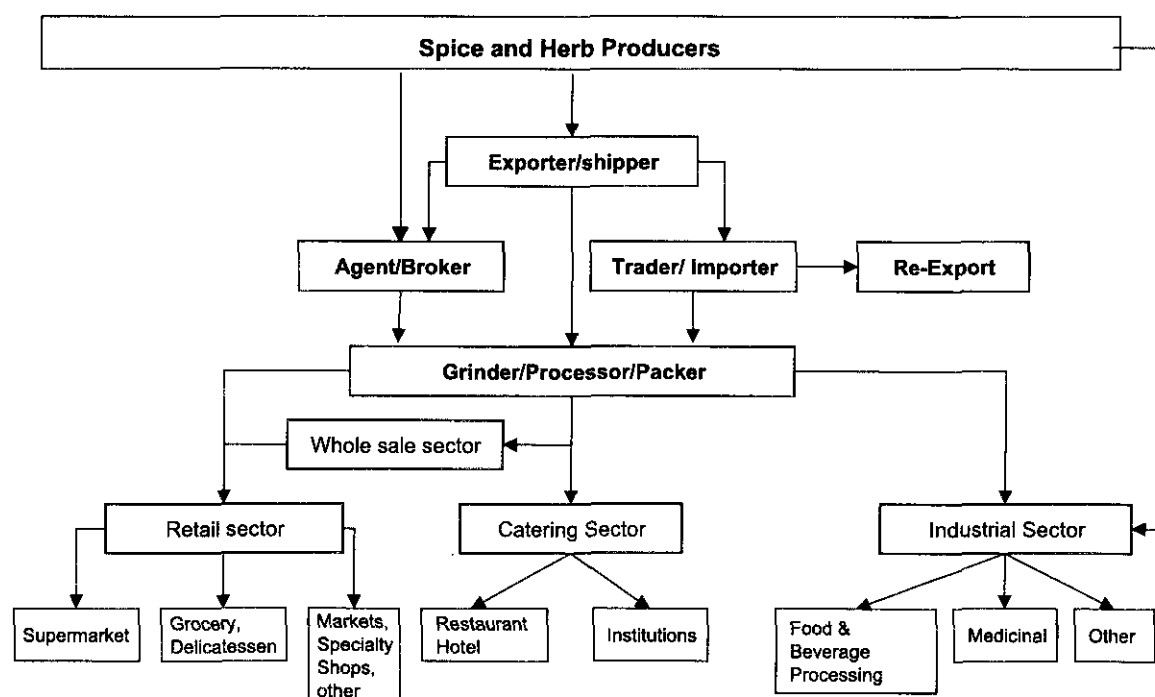 Spice and Herb Producers
Exporter/shipper
Agent/Broker
Trader/ Importer
Re-Export
Grinder/Processor/Packer
Whole sale sector
Retail sector
Catering Sector
Industrial Sector
Supermarket
Grocery,
Delicatessen
Markets,
Specialty
Shops,
other
Restaurant
Hotel
Institutions
Food &
Beverage
Processing
Medicinal
Other